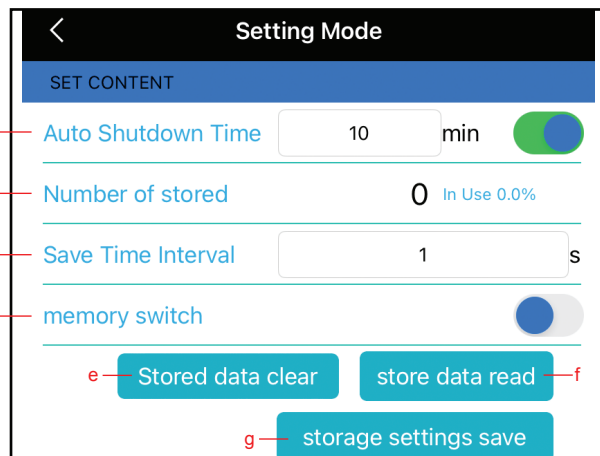 Setting Mode
SET CONTENT
Auto Shutdown Time 10 min
Number of stored 0 In Use 0.0%
Save Time Interval 1 s
memory switch
e Stored data clear store data read f
g storage settings save